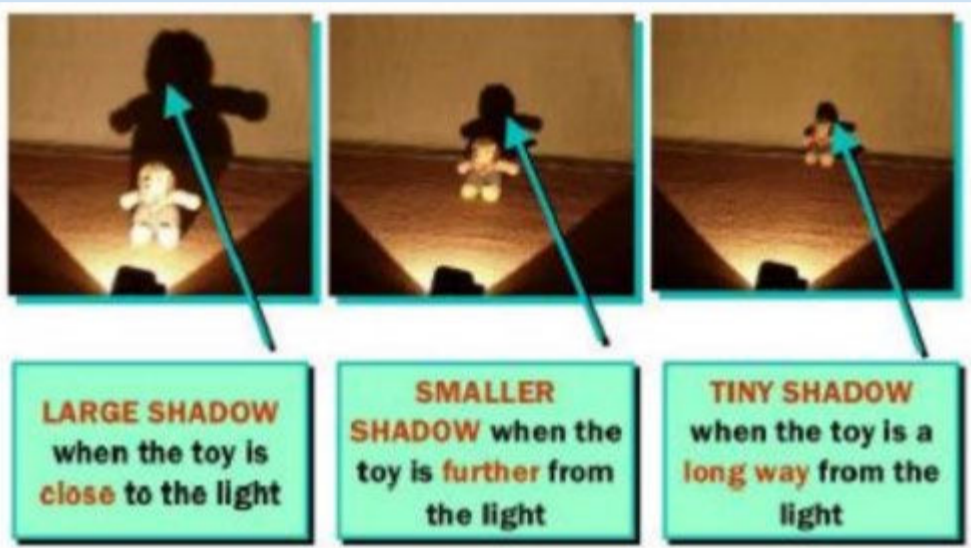 LARGE SHADOW
when the toy is
close to the light
SMALLER
SHADOW when the
toy is further from
the light
TINY SHADOW
when the toy is a
long way from the
light